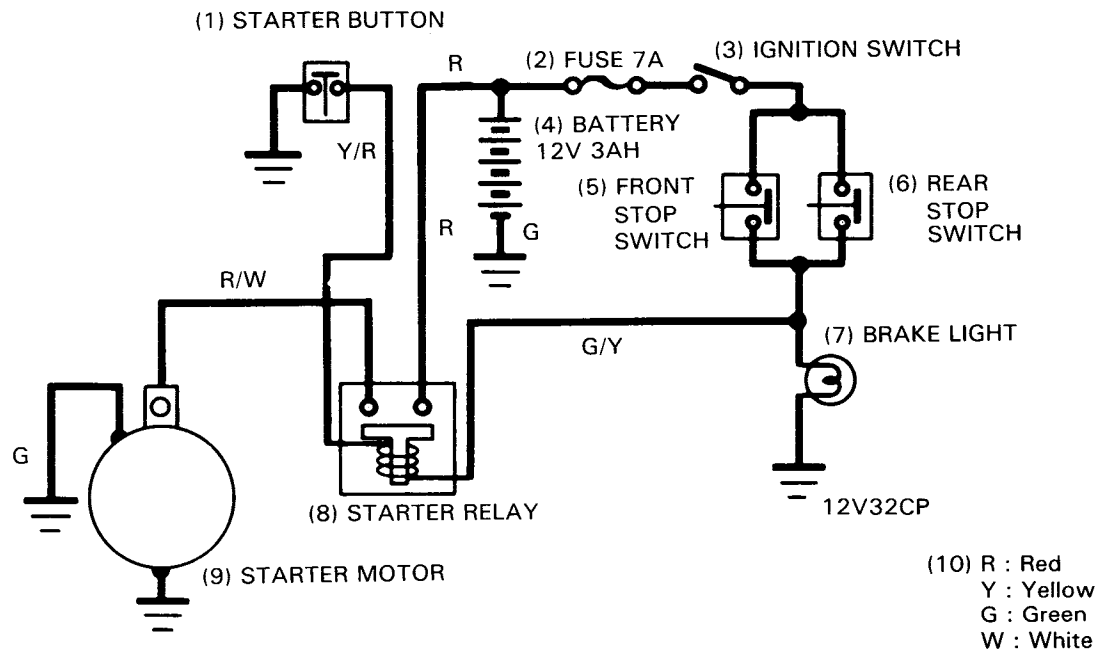 (1) STARTER BUTTON
R
(2) FUSE 7A
(3) IGNITION SWITCH
Y/R
(4) BATTERY
12V 3AH
(5) FRONT
STOP
SWITCH
(6) REAR
STOP
SWITCH
R
G
R/W
G/Y
(7) BRAKE LIGHT
G
12V32CP
(8) STARTER RELAY
(9) STARTER MOTOR
(10) R : Red
Y : Yellow
G : Green
W : White